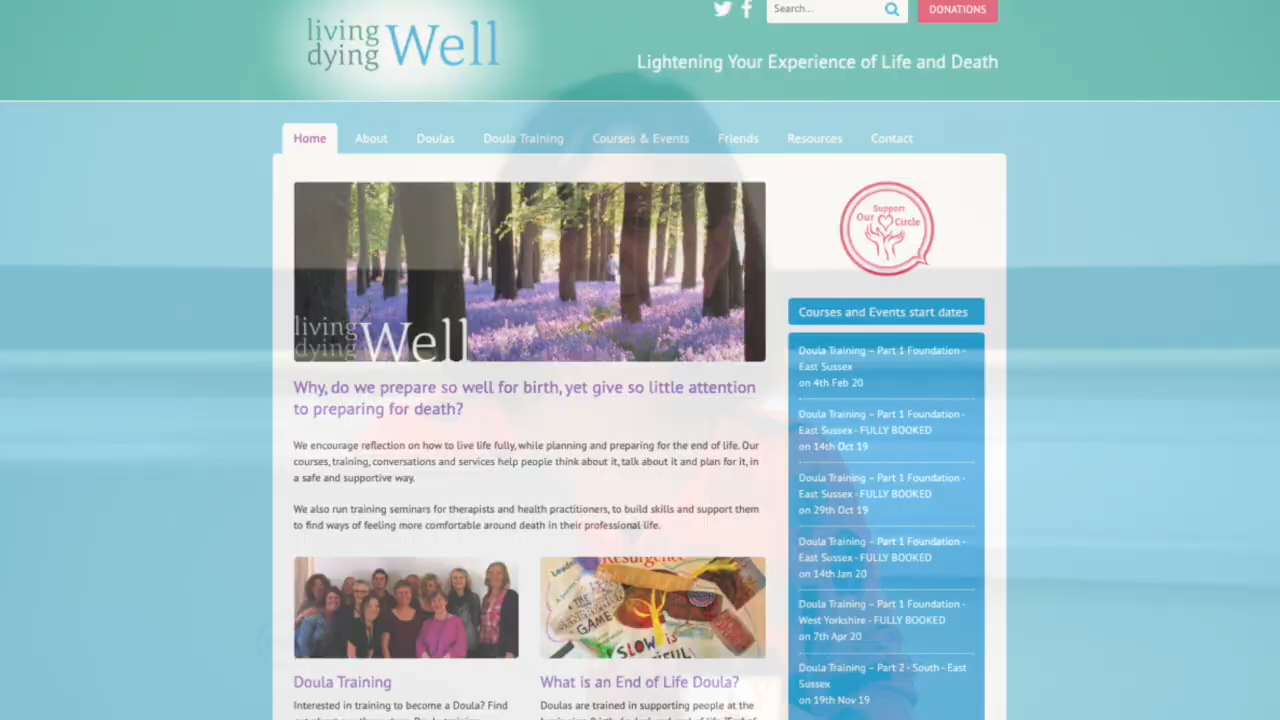 living
dying Well
Search...
DONATIONS
Lightening Your Experience of Life and Death
Home About Doulas Doula Training Courses & Events Friends Resources Contact
living
dying Well
Support
Our Circle
Why, do we prepare so well for birth, yet give so little attention
to preparing for death?
We encourage reflection on how to live life fully, while planning and preparing for the end of life. Our
courses, training, conversations and services help people think about it, talk about it and plan for it, in
a safe and supportive way.
We also run training seminars for therapists and health practitioners, to build skills and support them
to find ways of feeling more comfortable around death in their professional life.
Courses and Events start dates
Doula Training – Part 1 Foundation -
East Sussex
on 4th Feb 20
Doula Training – Part 1 Foundation -
East Sussex - FULLY BOOKED
on 14th Oct 19
Doula Training – Part 1 Foundation -
East Sussex - FULLY BOOKED
on 29th Oct 19
Doula Training – Part 1 Foundation -
East Sussex - FULLY BOOKED
on 14th Jan 20
Doula Training – Part 1 Foundation -
West Yorkshire - FULLY BOOKED
on 7th Apr 20
Doula Training – Part 2 - South - East
Sussex
on 19th Nov 19
Resurgence
THE
GAME
SLOW IS
Doula Training
Interested in training to become a Doula? Find
What is an End of Life Doula?
Doulas are trained in supporting people at the